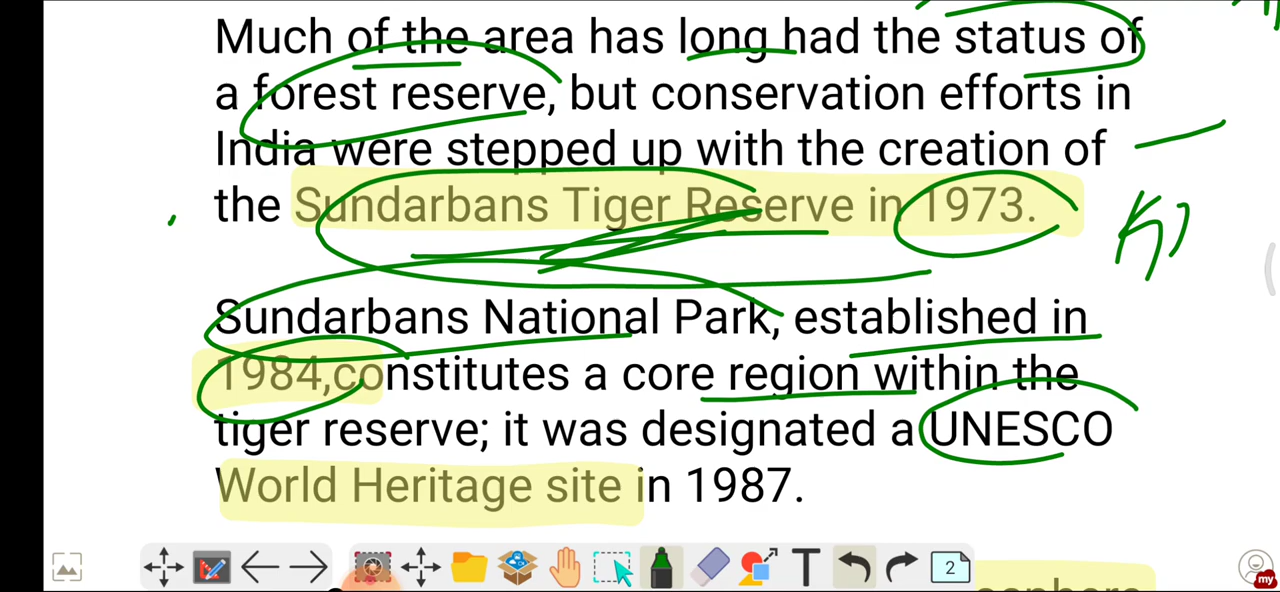 Much of the area has long had the status of
a forest reserve, but conservation efforts in
India were stepped up with the creation of
the Sundarbans Tiger Reserve in 1973.
Sundarbans National Park, established in
1984,constitutes a core region within the
tiger reserve; it was designated a UNESCO
World Heritage site in 1987.
T
2
my